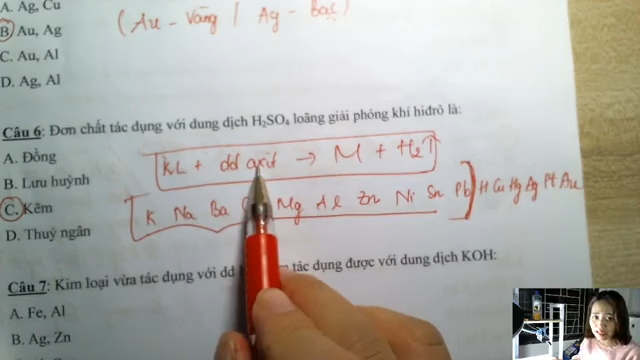 A. Ag, Cu
B. Au, Ag
(Au - Vàng / Ag - Bạc)
C. Au, Al
D. Ag, Al
Câu 6: Đơn chất tác dụng với dung dịch H₂SO₄ loãng giải phóng khí hiđrô là:
A. Đồng
KL + dd axit → M + H₂↑
B. Lưu huỳnh
C. Kẽm
K Na Ba Mg Al Zn Ni Sn Pb H Cu Hg Ag Pt Au
D. Thuỷ ngân
Câu 7: Kim loại vừa tác dụng với dd tác dụng được với dung dịch KOH:
A. Fe, Al
B. Ag, Zn